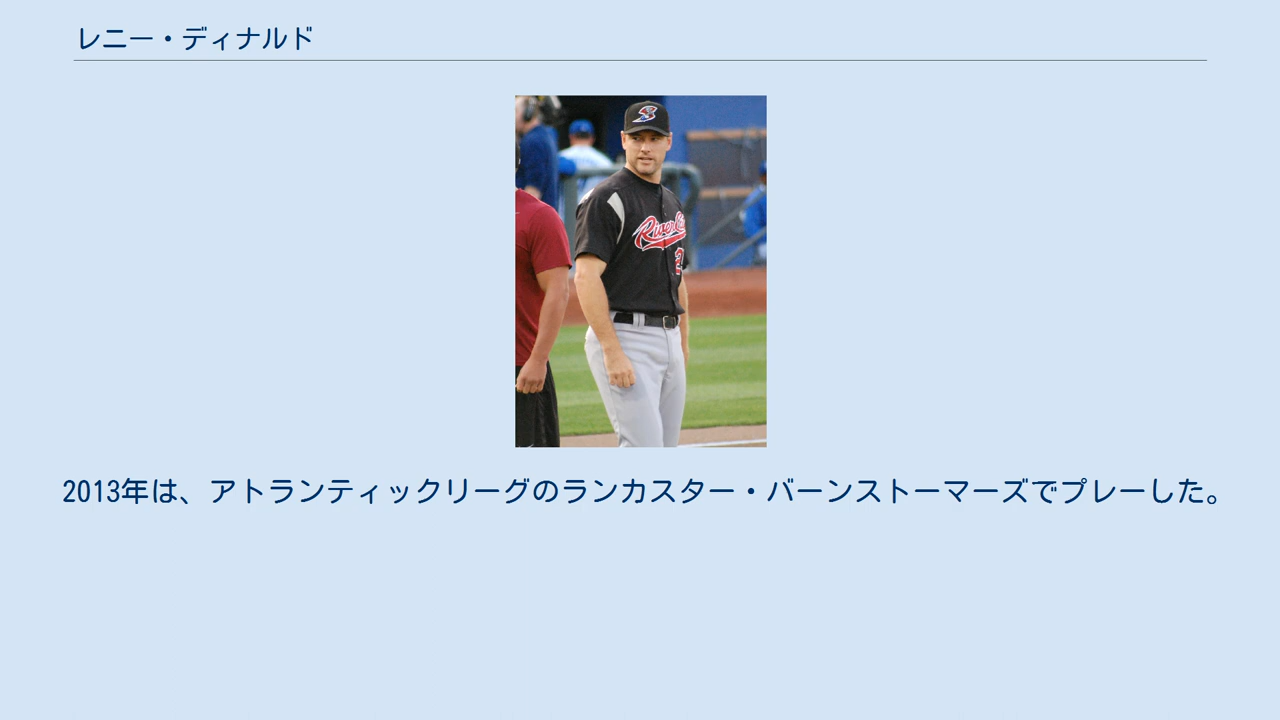 レニー・ディナルド
2013年は、アトランティックリーグのランカスター・バーンストーマーズでプレーした。